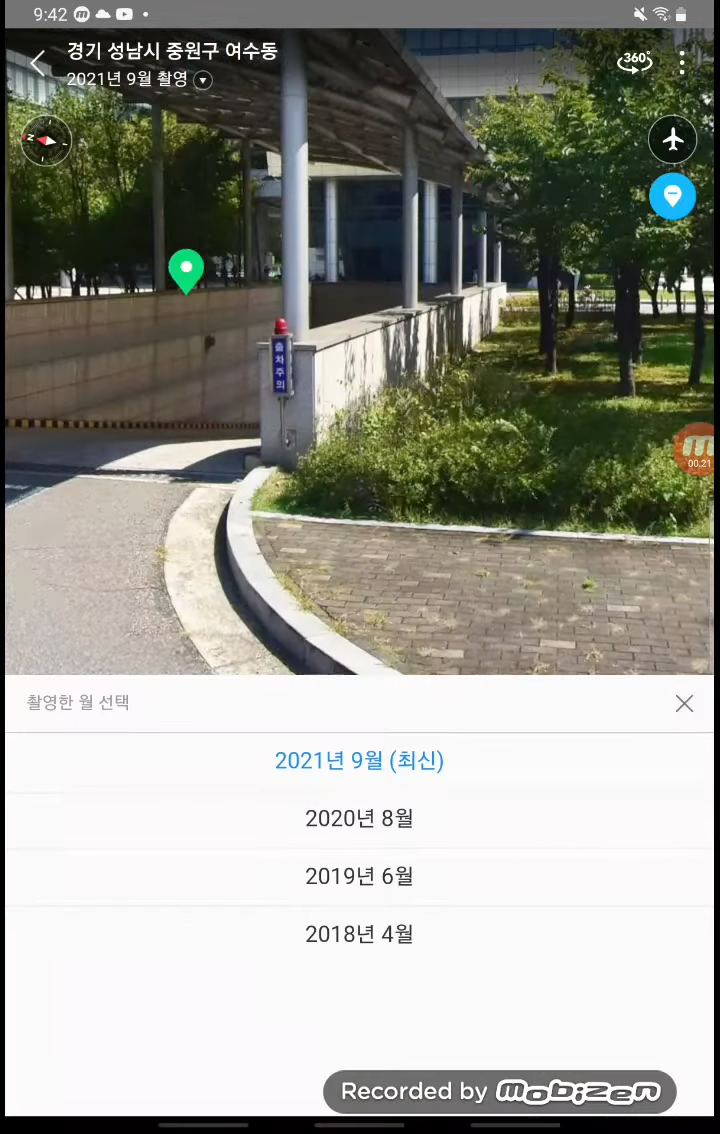 9:42
경기 성남시 중원구 여수동
2021년 9월 촬영
360°
N
출차주의
00:21
촬영한 월 선택
2021년 9월 (최신)
2020년 8월
2019년 6월
2018년 4월
Recorded by mobizen